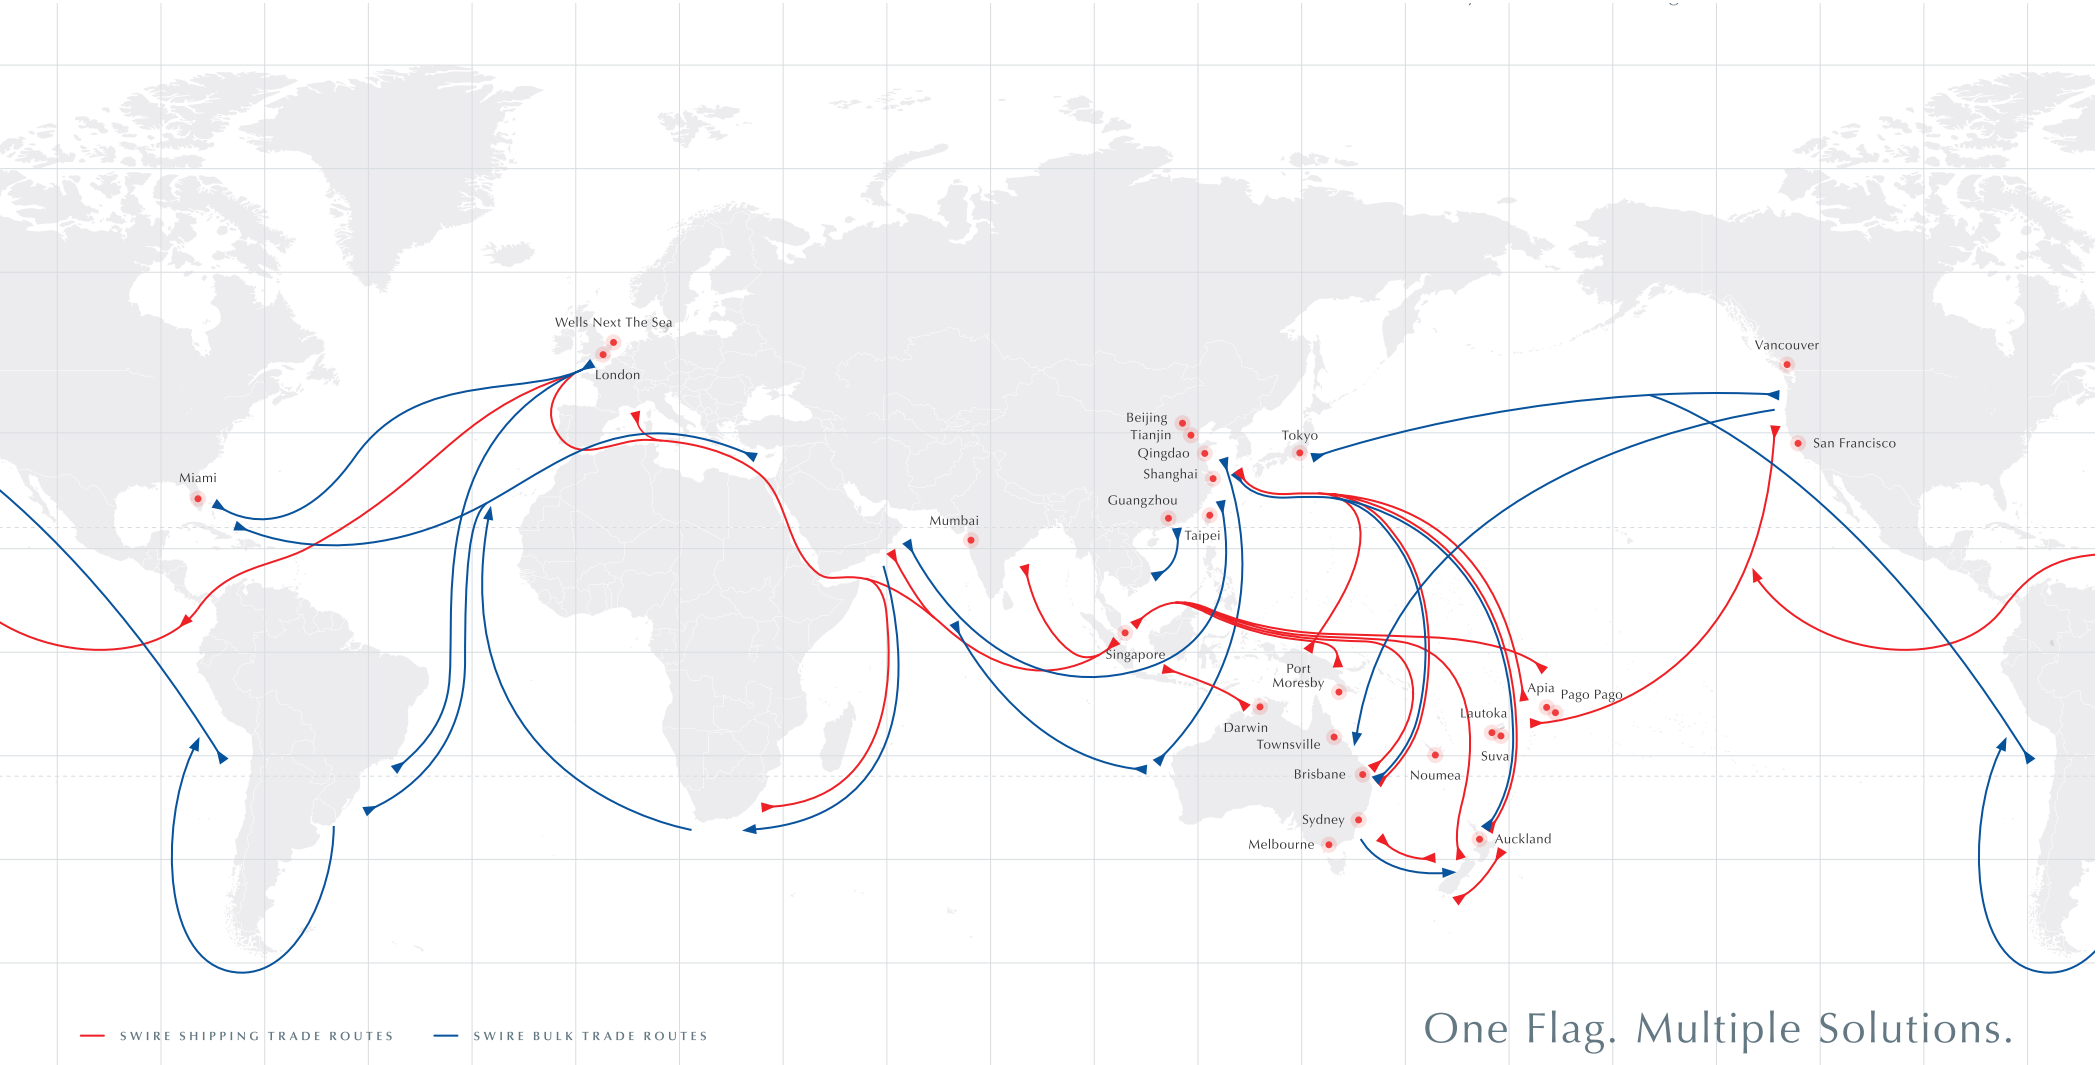 Wells Next The Sea
London
Miami
Mumbai
Beijing
Tianjin
Qingdao
Shanghai
Guangzhou
Taipei
Tokyo
Vancouver
San Francisco
Singapore
Port
Moresby
Apia
Pago Pago
Lautoka
Suva
Darwin
Townsville
Brisbane
Noumea
Sydney
Melbourne
Auckland
One Flag. Multiple Solutions.
SWIRE SHIPPING TRADE ROUTES
SWIRE BULK TRADE ROUTES